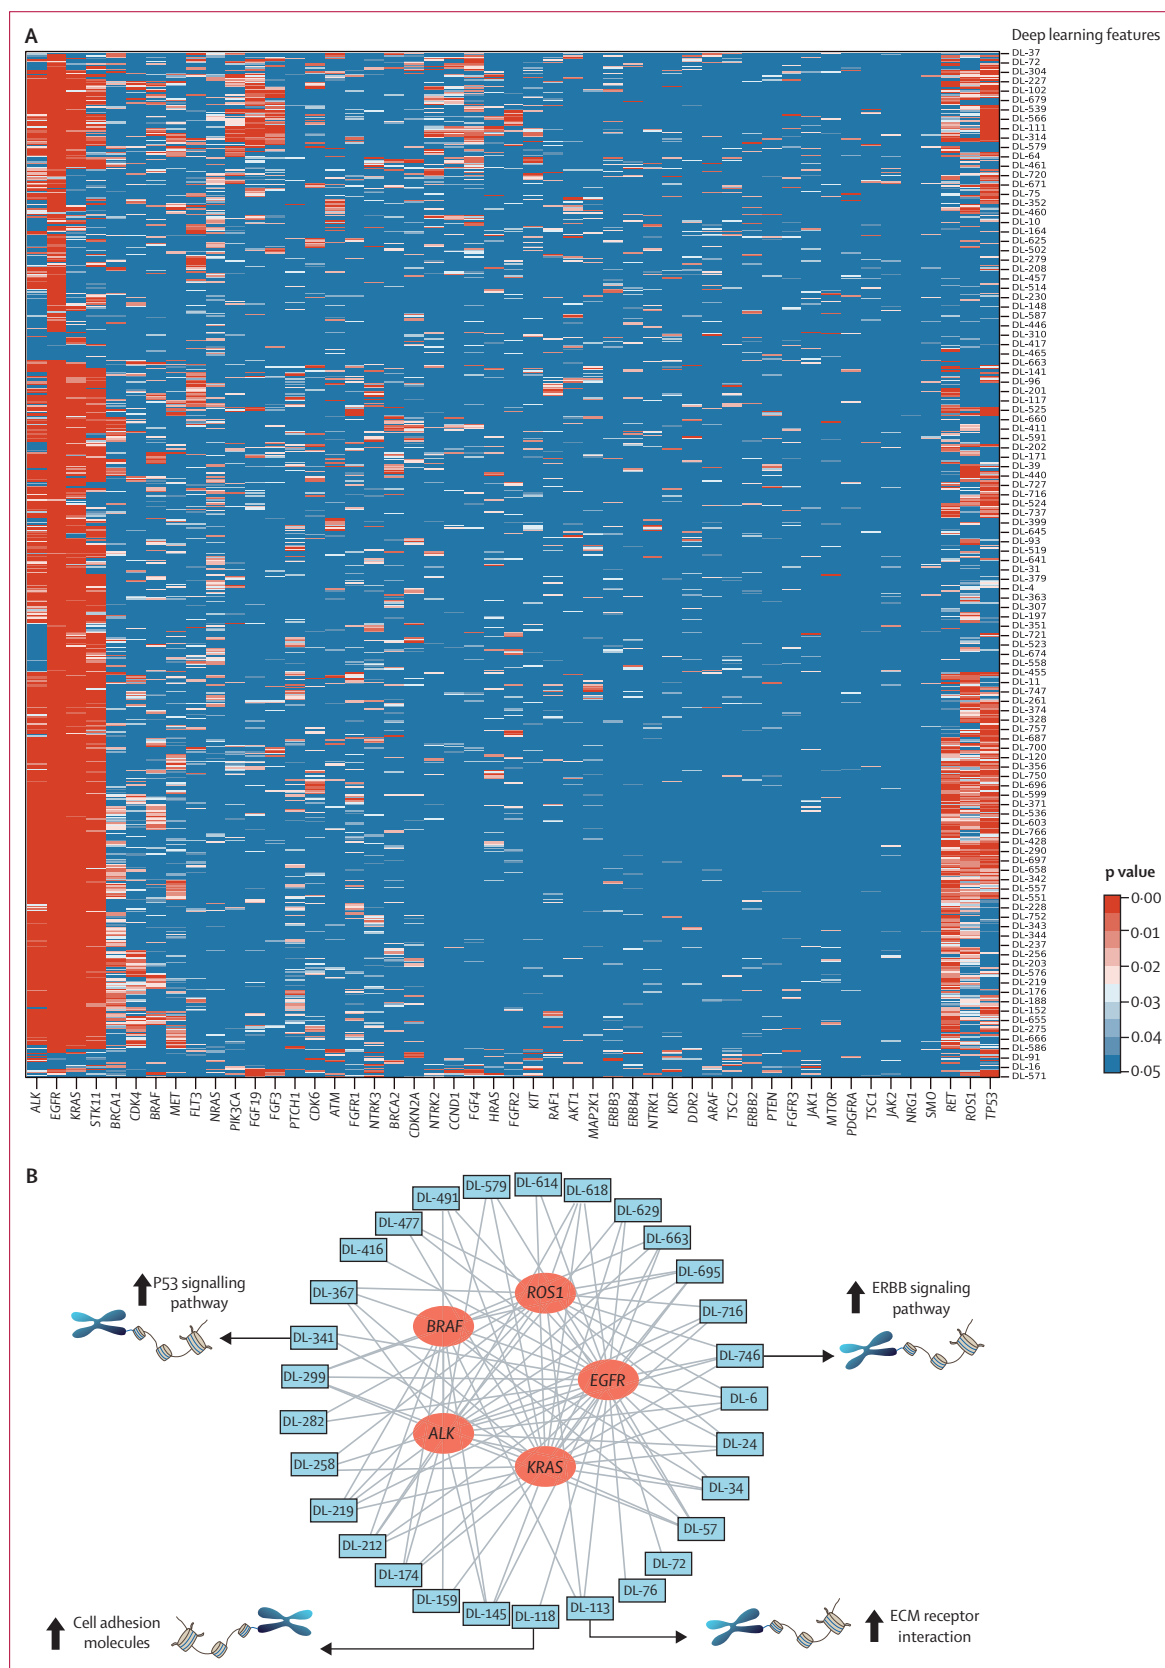 A
Deep learning features
DL-37
DL-72
DL-304
DL-227
DL-102
DL-679
DL-539
DL-566
DL-111
DL-314
DL-579
DL-64
DL-461
DL-720
DL-671
DL-75
DL-352
DL-460
DL-10
DL-164
DL-625
DL-502
DL-279
DL-208
DL-457
DL-514
DL-230
DL-148
DL-587
DL-446
DL-310
DL-417
DL-465
DL-663
DL-141
DL-96
DL-201
DL-117
DL-525
DL-660
DL-411
DL-591
DL-202
DL-171
DL-39
DL-440
DL-727
DL-716
DL-524
DL-737
DL-399
DL-645
DL-93
DL-519
DL-641
DL-31
DL-379
DL-4
DL-363
DL-307
DL-197
DL-351
DL-721
DL-523
DL-674
DL-558
DL-455
DL-11
DL-747
DL-261
DL-374
DL-328
DL-757
DL-687
DL-700
DL-120
DL-356
DL-750
DL-696
DL-599
DL-371
DL-536
DL-603
DL-766
DL-428
DL-290
DL-697
DL-658
DL-342
DL-557
DL-551
DL-228
DL-752
DL-343
DL-344
DL-237
DL-256
DL-203
DL-576
DL-219
DL-176
DL-188
DL-152
DL-655
DL-275
DL-666
DL-586
DL-91
DL-16
DL-571
p value
0·00
0·01
0·02
0·03
0·04
0·05
ALK
EGFR
KRAS
STK11
BRCA1
CDK4
BRAF
MET
FLT3
NRAS
PIK3CA
FGF19
FGF3
PTCH1
CDK6
ATM
FGFR1
NTRK3
BRCA2
CDKN2A
NTRK2
CCND1
FGF4
HRAS
FGFR2
KIT
RAF1
AKT1
MAP2K1
ERBB3
ERBB4
NTRK1
KDR
DDR2
ARAF
TSC2
ERBB2
PTEN
FGFR3
JAK1
MTOR
PDGFRA
TSC1
JAK2
NRG1
SMO
RET
ROS1
TP53
B
DL-614
DL-579
DL-618
DL-491
DL-629
DL-477
DL-663
DL-416
DL-695
P53 signalling
pathway
ERBB signaling
pathway
DL-367
ROS1
DL-716
BRAF
DL-341
DL-746
DL-299
EGFR
DL-6
DL-282
ALK
DL-24
DL-258
KRAS
DL-34
DL-219
DL-57
DL-212
DL-72
DL-174
DL-76
DL-159
DL-113
DL-145
DL-118
Cell adhesion
molecules
ECM receptor
interaction